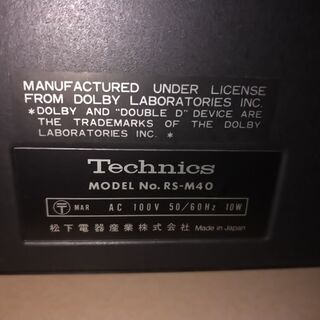 MANUFACTURED UNDER LICENSE
FROM DOLBY LABORATORIES INC.
*DOLBY AND "DOUBLE D" DEVICE ARE
THE TRADEMARKS OF THE DOLBY
LABORATORIES INC. *
Technics
MODEL No. RS-M40
〒 MAR AC 100V 50/60Hz 10W
松下電器産業株式会社 Made in Japan